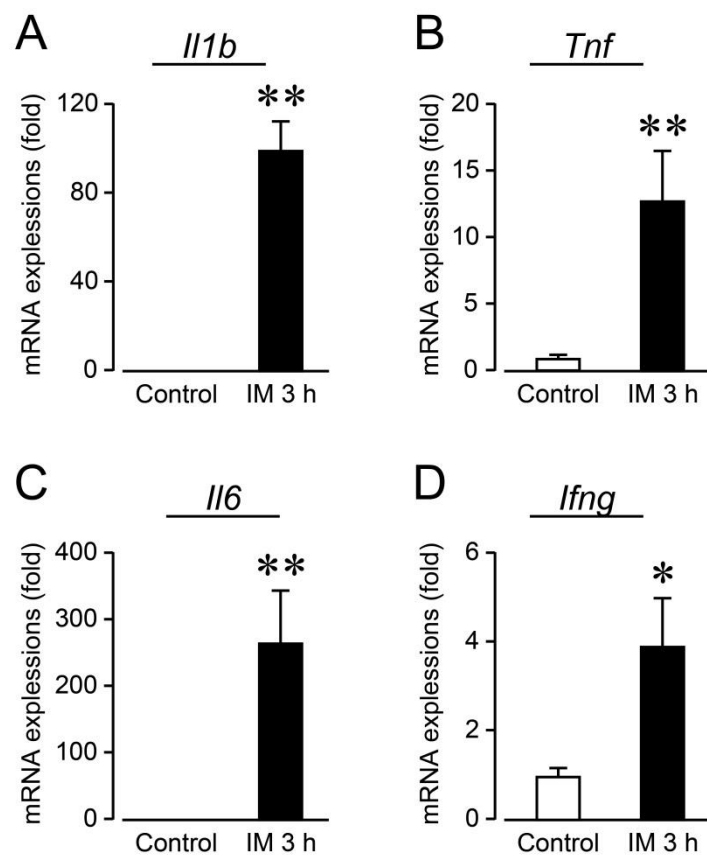 A
Il1b
mRNA explessions (fold)
120
80
40
0
**
Control
IM 3 h
B
Tnf
mRNA explessions (fold)
20
15
10
5
0
**
Control
IM 3 h
C
Il6
mRNA explessions (fold)
400
300
200
100
0
**
Control
IM 3 h
D
Ifng
mRNA explessions (fold)
6
4
2
0
*
Control
IM 3 h